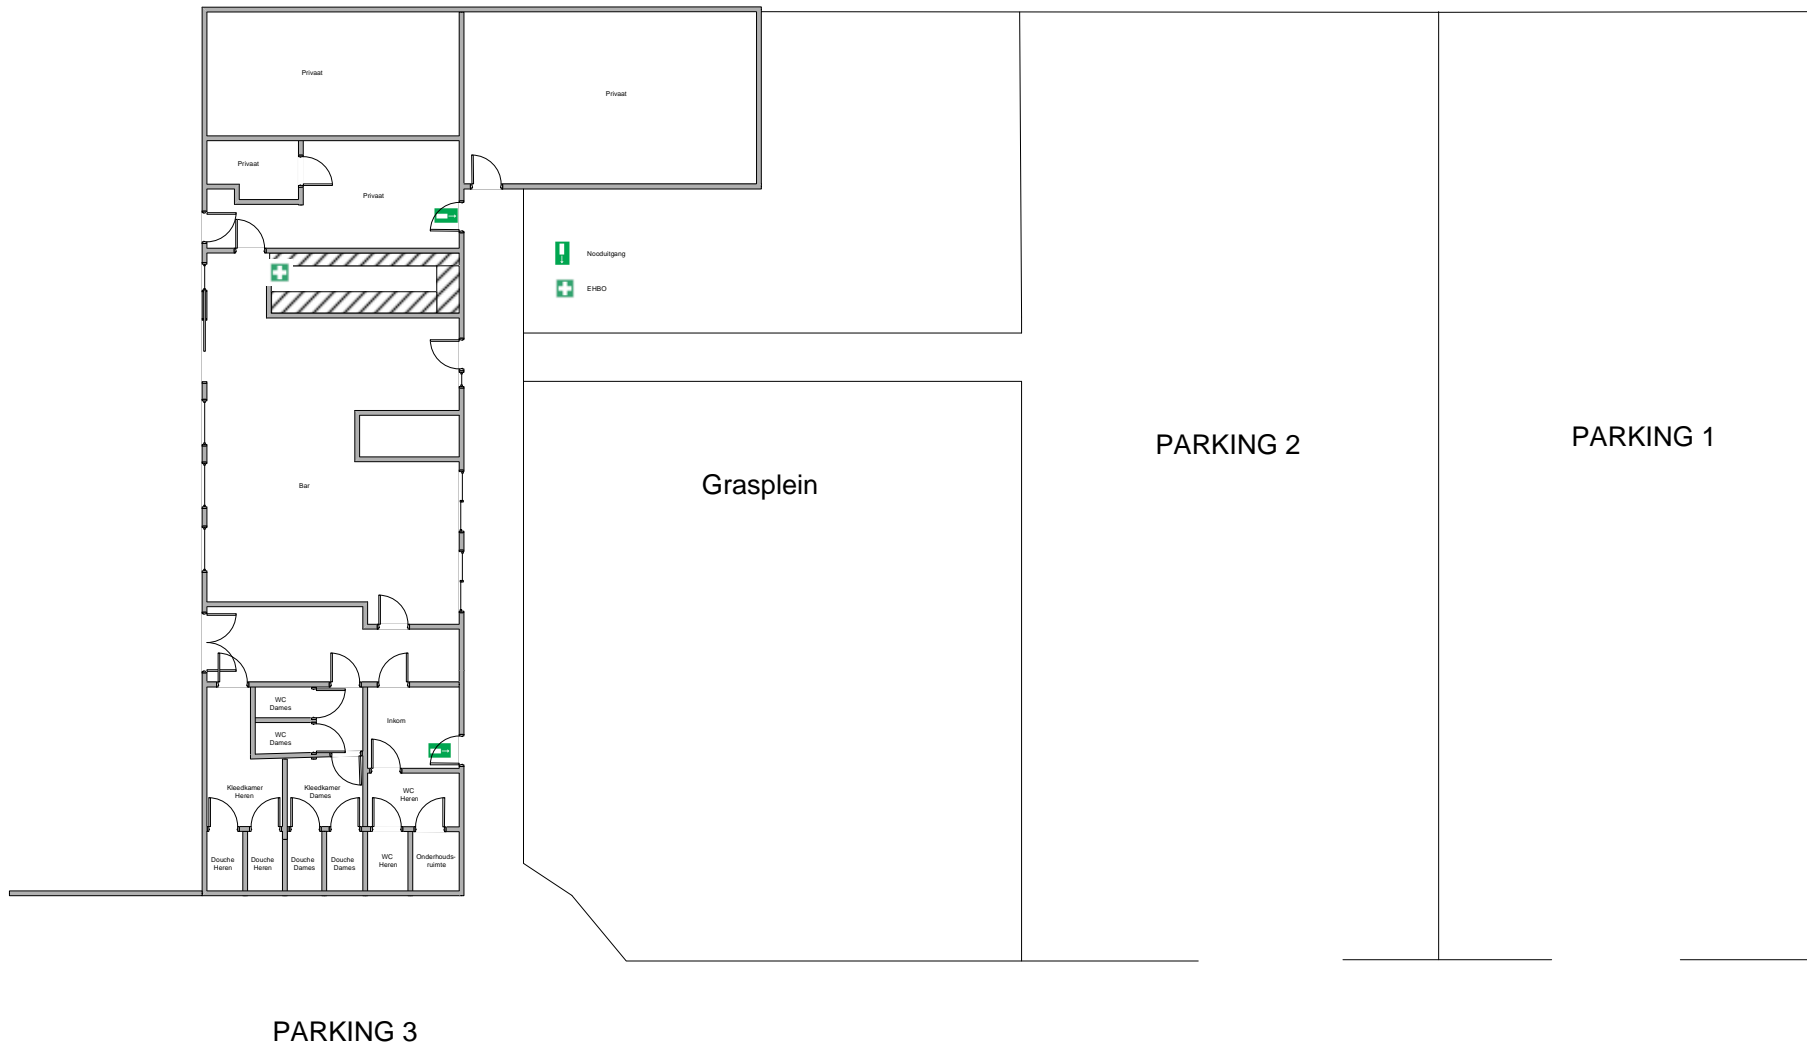 Privaat
Privaat
Privaat
Privaat
Nooduitgang
EHBO
PARKING 2
PARKING 1
Grasplein
Bar
WC
Dames
WC
Dames
Inkom
Kleedkamer
Heren
Kleedkamer
Dames
WC
Heren
Douche
Heren
Douche
Heren
Douche
Dames
Douche
Dames
WC
Heren
Onderhouds-
ruimte
PARKING 3